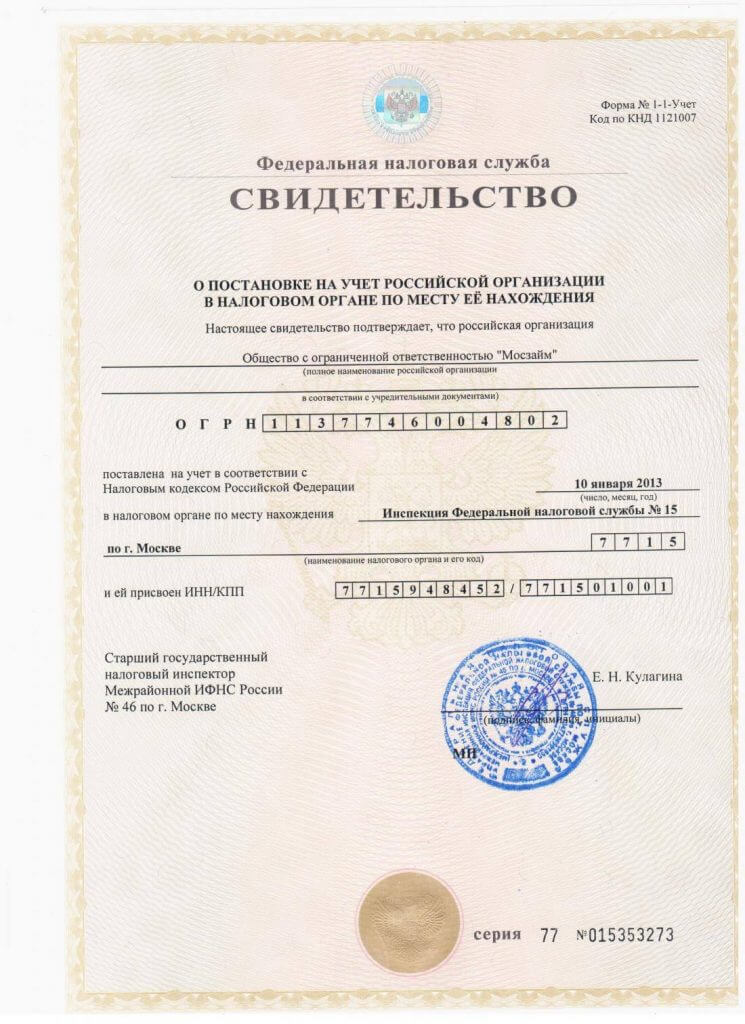 Форма № 1-1-Учет
Код по КНД 1121007
Федеральная налоговая служба
СВИДЕТЕЛЬСТВО
О ПОСТАНОВКЕ НА УЧЕТ РОССИЙСКОЙ ОРГАНИЗАЦИИ
В НАЛОГОВОМ ОРГАНЕ ПО МЕСТУ ЕЁ НАХОЖДЕНИЯ
Настоящее свидетельство подтверждает, что российская организация
Общество с ограниченной ответственностью "Мосзайм"
(полное наименование российской организации
в соответствии с учредительными документами)
О Г Р Н 1 1 3 7 7 4 6 0 0 4 8 0 2
поставлена на учет в соответствии с
Налоговым кодексом Российской Федерации 10 января 2013
(число, месяц, год)
в налоговом органе по месту нахождения Инспекция Федеральной налоговой службы № 15
по г. Москве 7 7 1 5
(наименование налогового органа и его код)
и ей присвоен ИНН/КПП 7 7 1 5 9 4 8 4 5 2 / 7 7 1 5 0 1 0 0 1
Старший государственный
налоговый инспектор
Межрайонной ИФНС России
№ 46 по г. Москве
Е. Н. Кулагина
(подпись, фамилия, инициалы)
МП
серия 77 №015353273